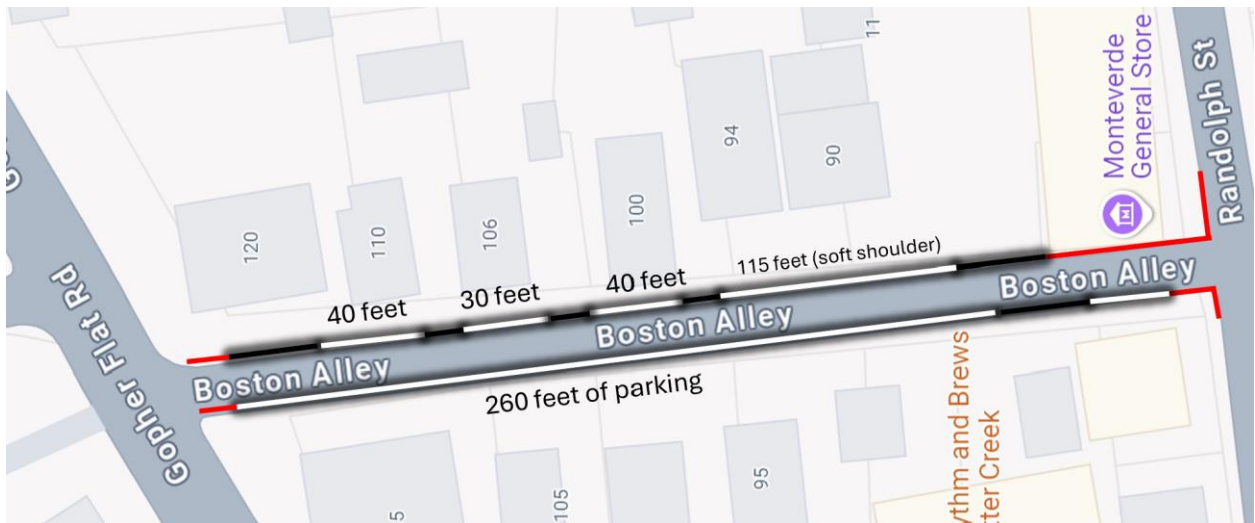 11
Monteverde
General Store
Randolph St
94
90
120
110
106
100
40 feet
30 feet
40 feet
115 feet (soft shoulder)
Boston Alley
Boston Alley
Boston Alley
Gopher Flat Rd
260 feet of parking
5
105
95
ythm and Brews
tter Creek